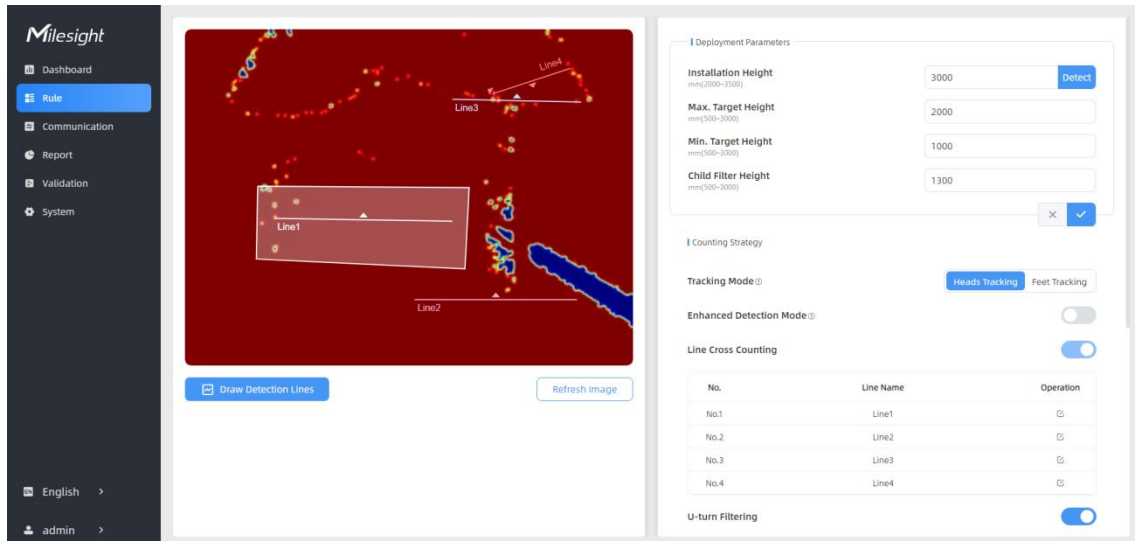 Milesight
Dashboard
Rule
Communication
Report
Validation
System
English >
admin >
Line4
Line3
Line1
Line2
Draw Detection Lines
Refresh Image
Deployment Parameters
Installation Height
mm(2000~3500)
3000
Detect
Max. Target Height
mm(500~3000)
2000
Min. Target Height
mm(500~3000)
1000
Child Filter Height
mm(500~3000)
1300
Counting Strategy
Tracking Mode
Heads Tracking
Feet Tracking
Enhanced Detection Mode
Line Cross Counting
No. Line Name Operation
No.1 Line1
No.2 Line2
No.3 Line3
No.4 Line4
U-turn Filtering